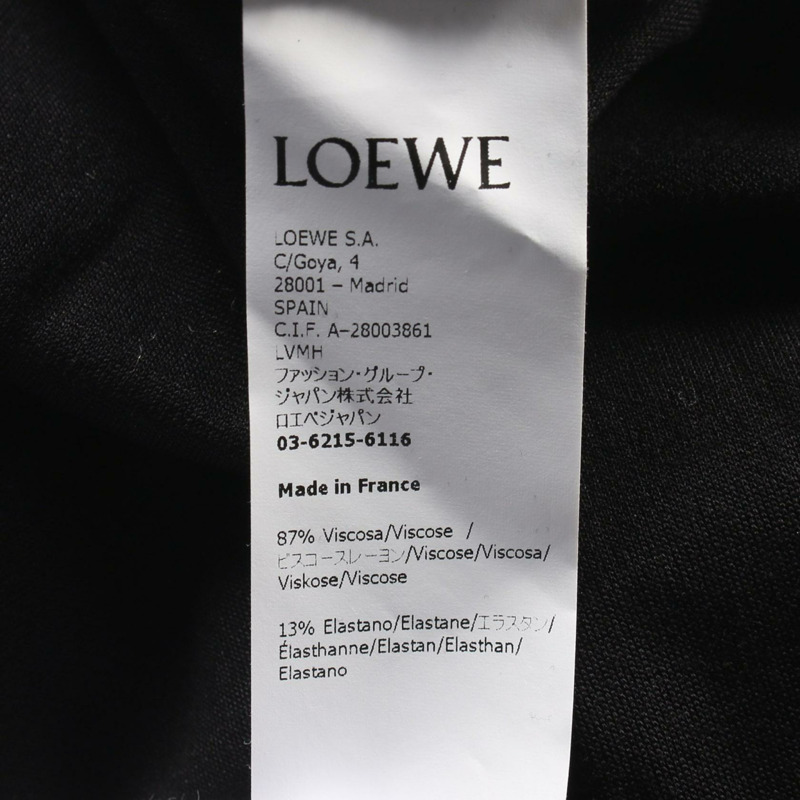 LOEWE
LOEWE S.A.
C/Goya, 4
28001 – Madrid
SPAIN
C.I.F. A-28003861
LVMH
ファッション・グループ・
ジャパン株式会社
ロエベジャパン
03-6215-6116
Made in France
87% Viscosa/Viscose /
ビスコースレーヨン/Viscose/Viscosa/
Viskose/Viscose
13% Elastano/Elastane/エラスタン/
Élasthanne/Elastan/Elasthan/
Elastano